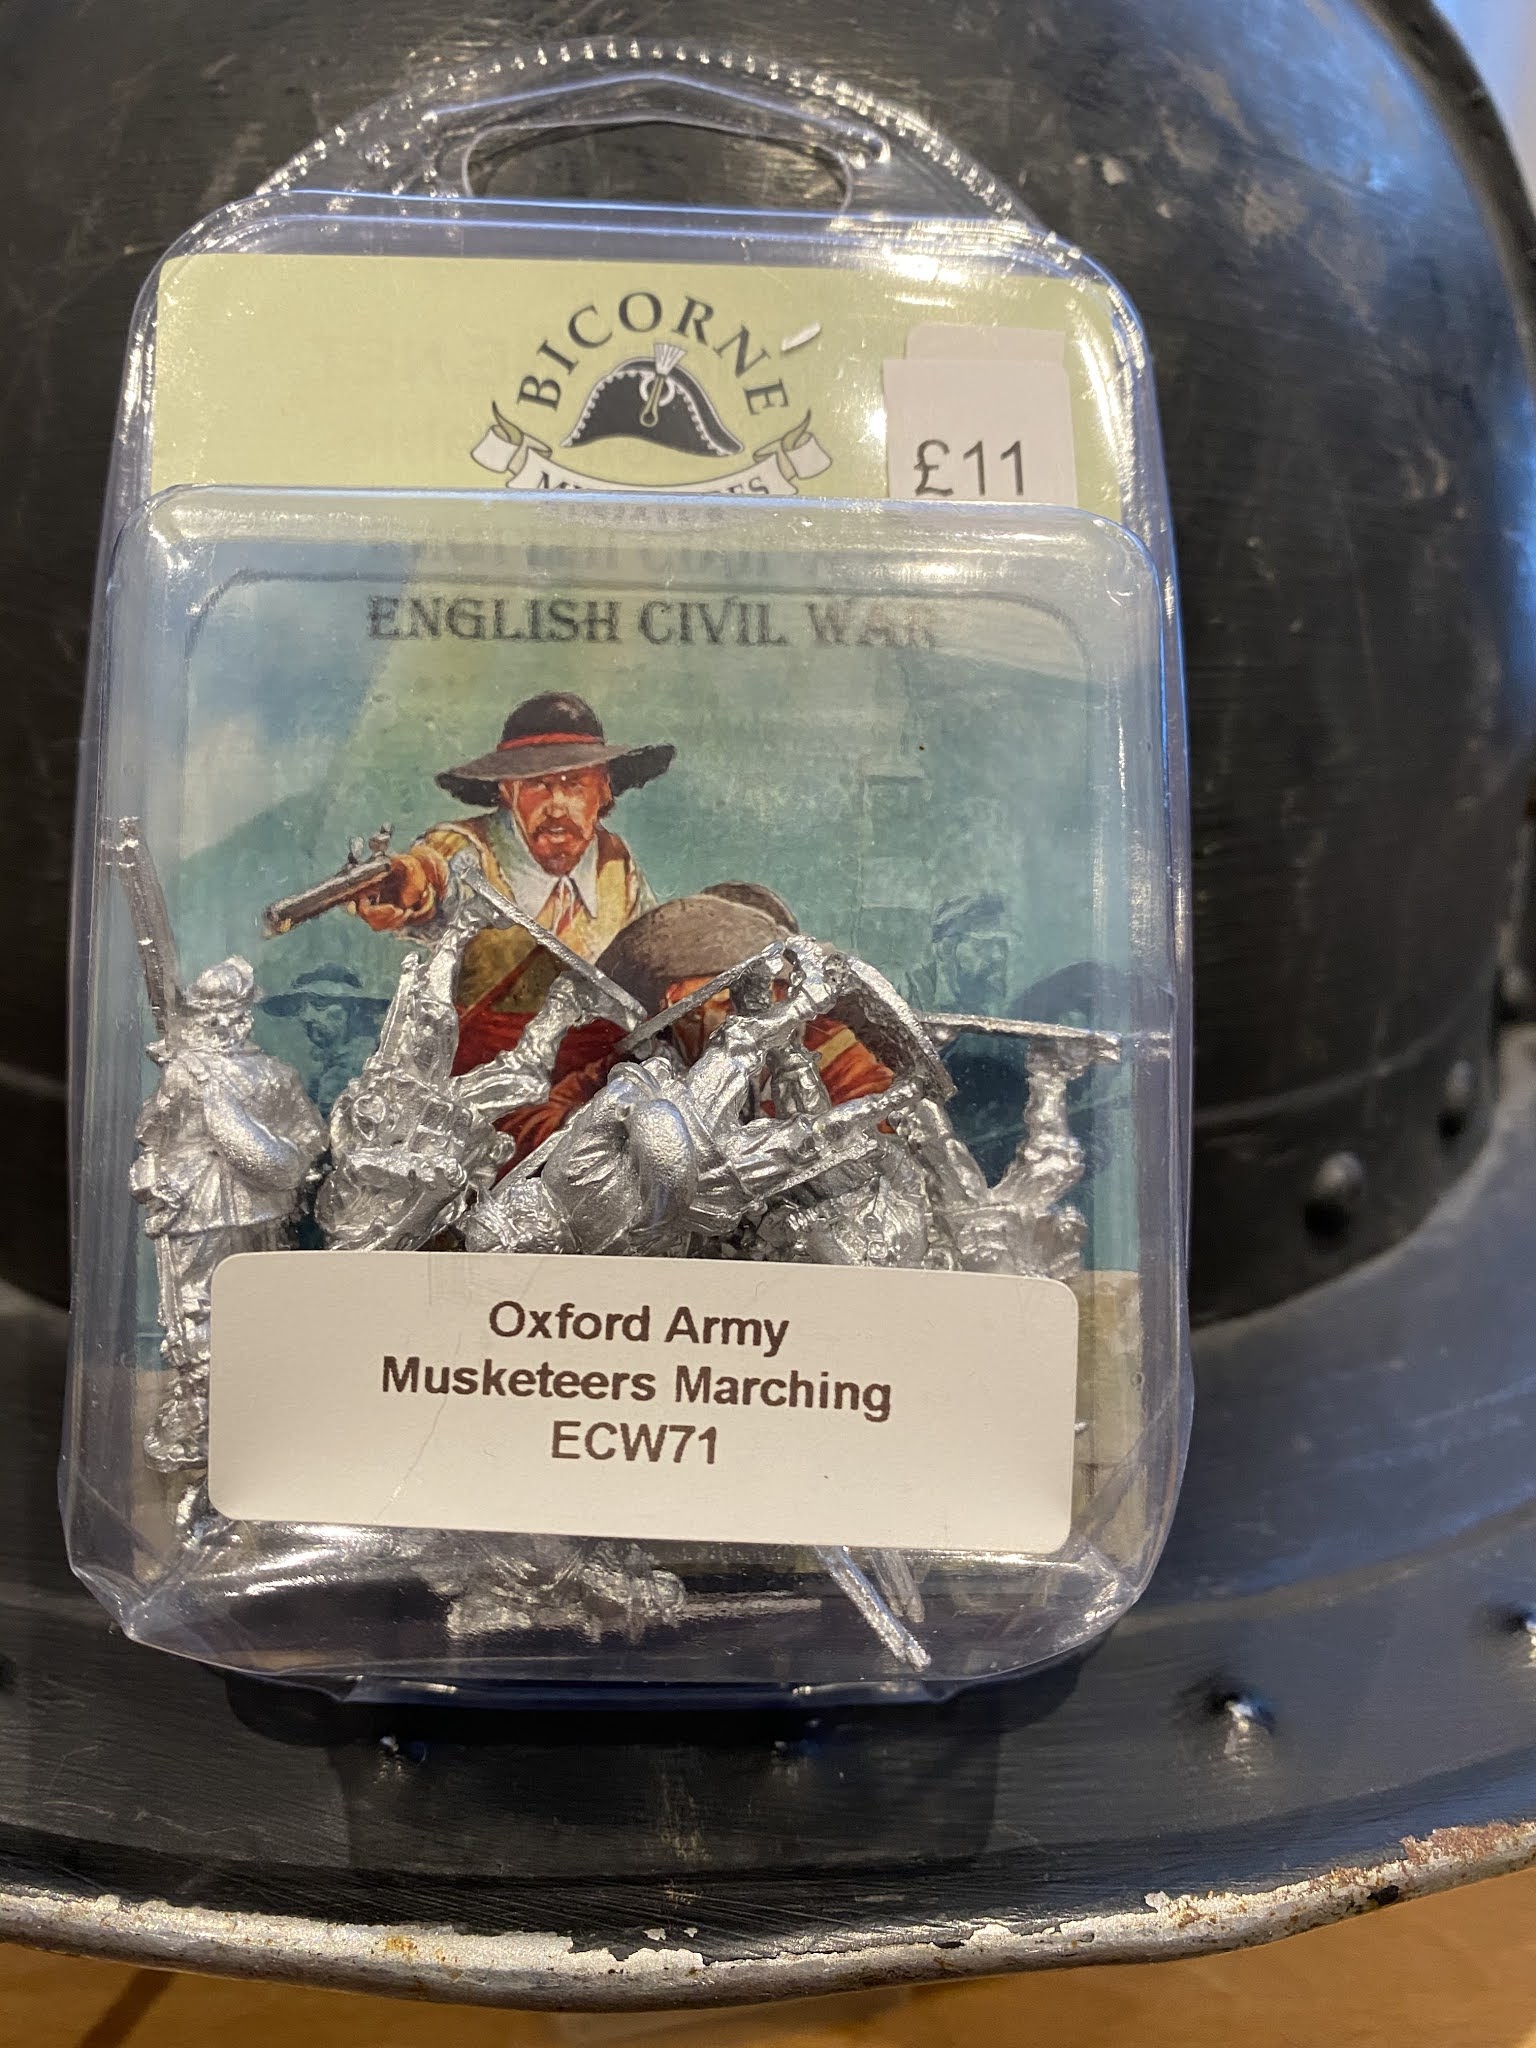 BICORNE
£11
ENGLISH CIVIL WAR
Oxford Army
Musketeers Marching
ECW71